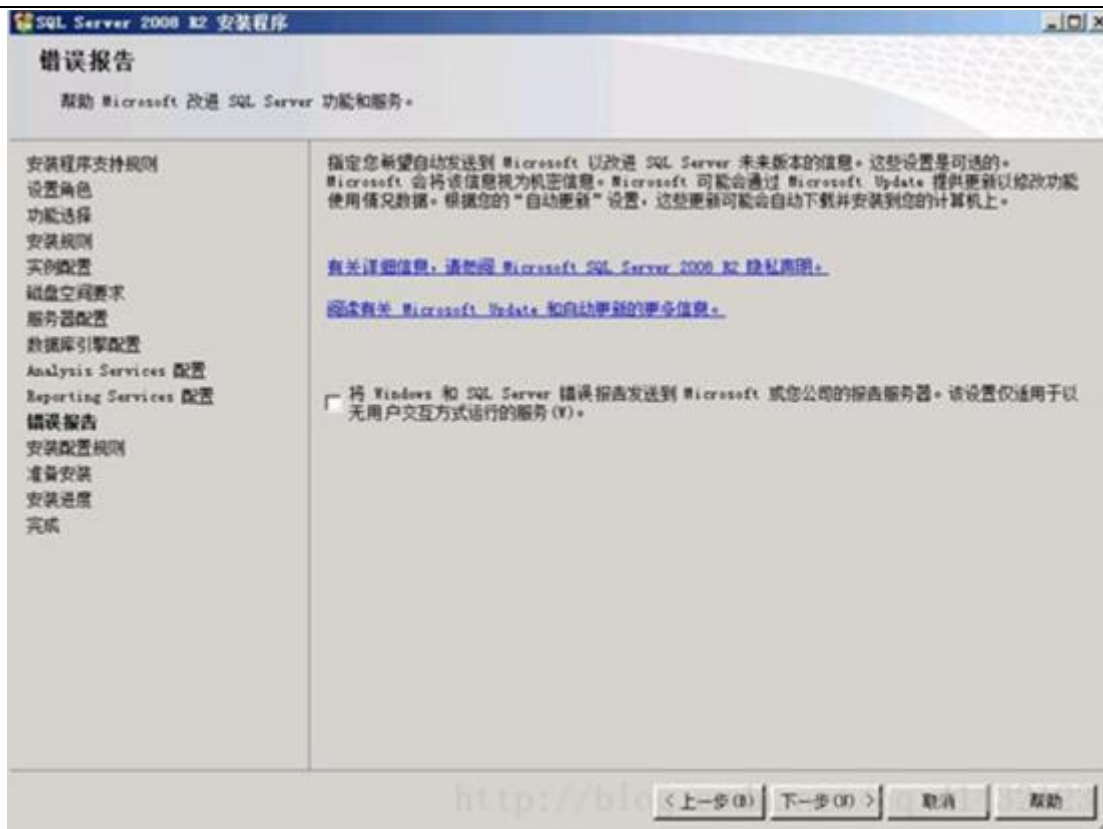 SQL Server 2008 R2 安装程序
错误报告
帮助 Microsoft 改进 SQL Server 功能和服务。
安装程序支持规则
设置角色
功能选择
安装规则
实例配置
磁盘空间要求
服务器配置
数据库引擎配置
Analysis Services 配置
Reporting Services 配置
错误报告
安装配置规则
准备安装
安装进度
完成
指定您希望自动发送到 Microsoft 以改进 SQL Server 未来版本的信息。这些设置是可选的。
Microsoft 会将该信息视为机密信息。Microsoft 可能会通过 Microsoft Update 提供更新以修改功能
使用情况数据。根据您的“自动更新”设置，这些更新可能会自动下载并安装到您的计算机上。
有关详细信息，请参阅 Microsoft SQL Server 2008 R2 隐私声明。
阅读有关 Microsoft Update 和自动更新的更多信息。
将 Windows 和 SQL Server 错误报告发送到 Microsoft 或您公司的报告服务器。该设置仅适用于以
无用户交互方式运行的服务(W)。
http://blo
<上一步(B)
下一步(N) >
取消
帮助